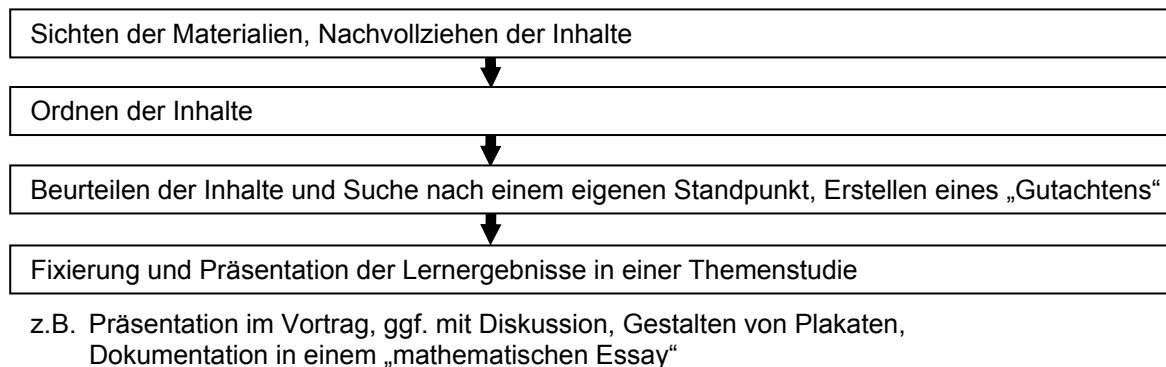 Sichten der Materialien, Nachvollziehen der Inhalte
Ordnen der Inhalte
Beurteilen der Inhalte und Suche nach einem eigenen Standpunkt, Erstellen eines „Gutachtens“
Fixierung und Präsentation der Lernergebnisse in einer Themenstudie
z.B. Präsentation im Vortrag, ggf. mit Diskussion, Gestalten von Plakaten,
Dokumentation in einem „mathematischen Essay“